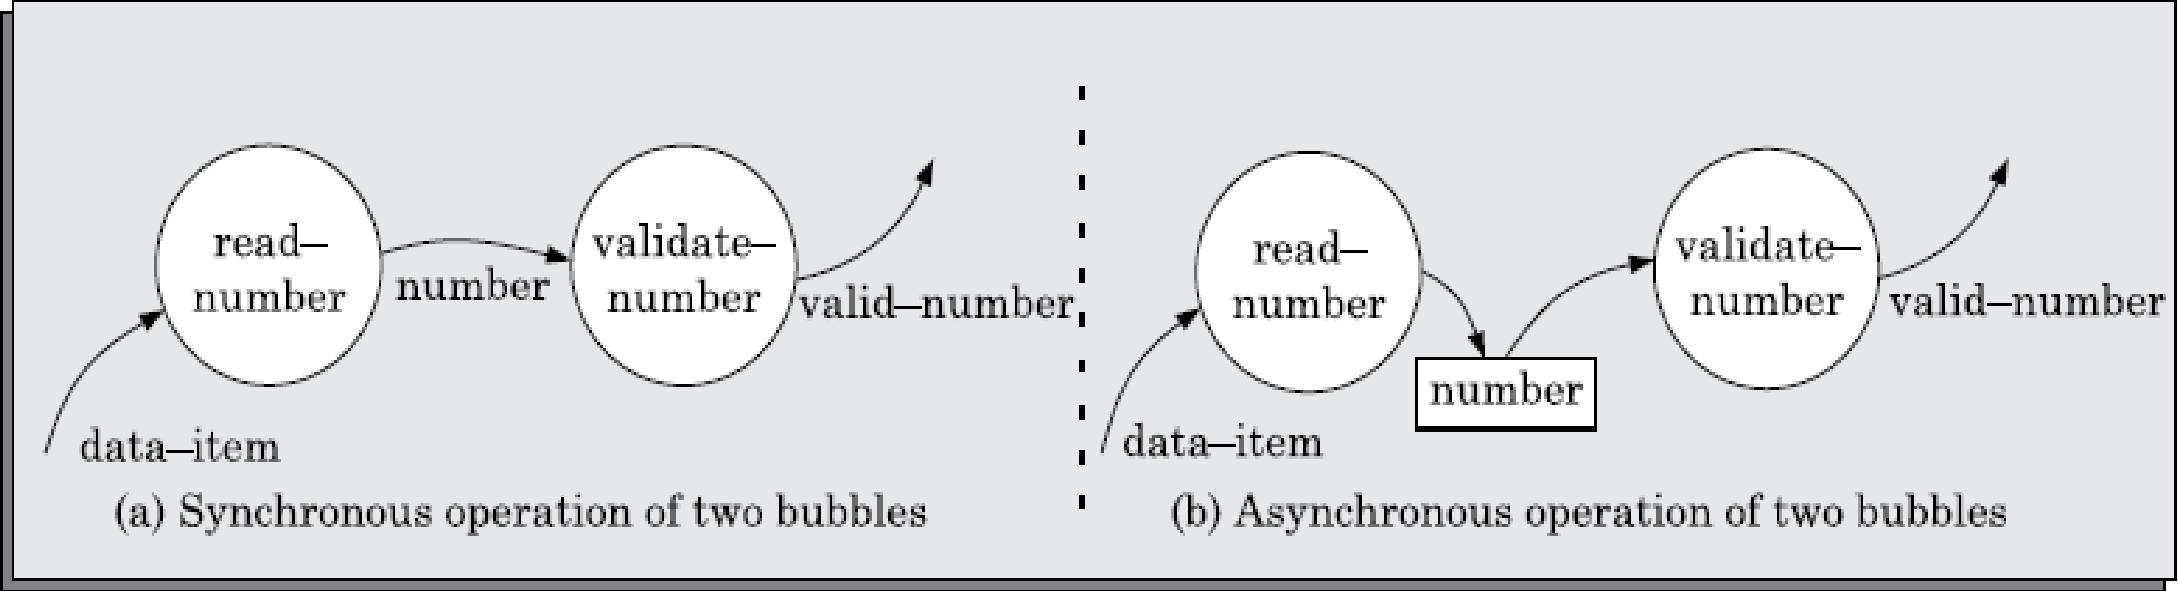 read–
number
number
validate–
number
valid–number
data–item
(a) Synchronous operation of two bubbles
read–
number
number
validate–
number
valid–number
data–item
(b) Asynchronous operation of two bubbles